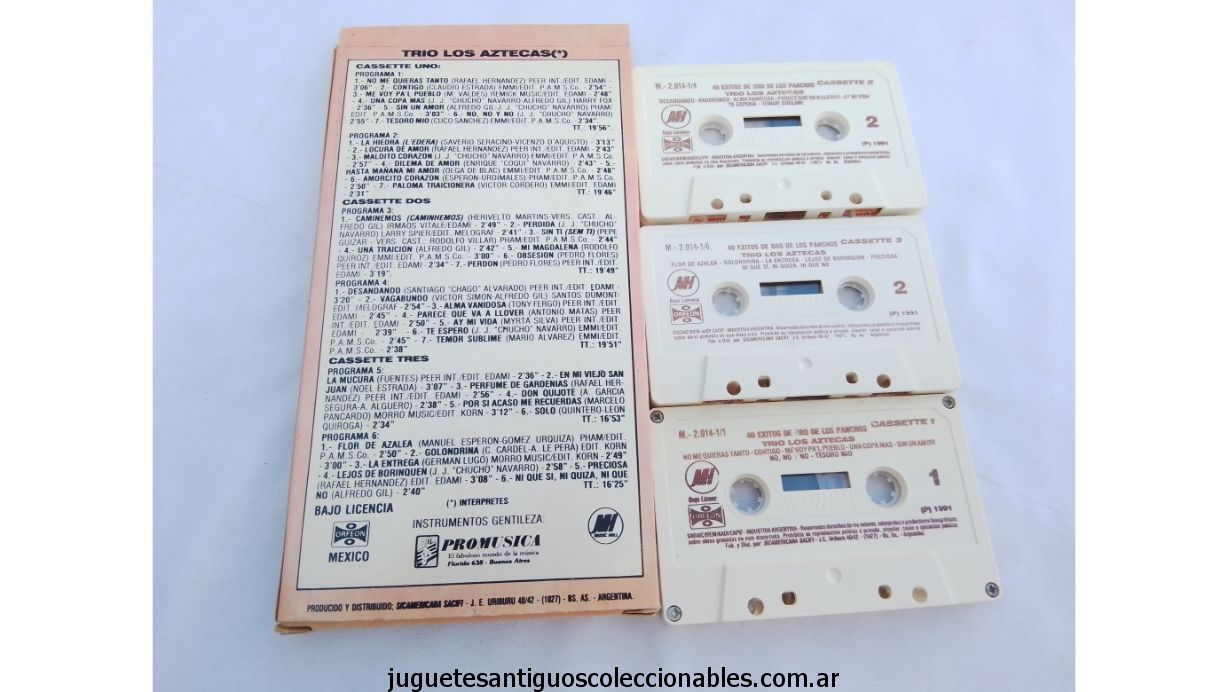 TRIO LOS AZTECAS(*)
CASSETTE UNO:
PROGRAMA 1:
1.- NO ME QUIERAS TANTO (RAFAEL HERNANDEZ) PEER INT./EDIT. EDAMI -
3'06" - 2.- CONTIGO (CLAUDIO ESTRADA) EMMI/EDIT. P.A.M.S.Co. - 2'54" -
3.- ME VOY PA'L PUEBLO (M. VALDES) REMICK MUSIC/EDIT. EDAMI - 2'48"
- 4.- UNA COPA MAS (J. J. "CHUCHO" NAVARRO-ALFREDO GIL) HARRY FOX
- 2'36" - 5.- SIN UN AMOR (ALFREDO GIL-J. J. "CHUCHO" NAVARRO) PHAM/
EDIT. P.A.M.S.Co. - 3'03" - 6.- NO, NO Y NO (J. J. "CHUCHO" NAVARRO)
2'55" - 7.- TESORO MIO (CUCO SANCHEZ) EMMI/EDIT. P.A.M.S.Co. - 2'34".
TT.: 19'56".
PROGRAMA 2:
1.- LA HIEDRA (L'EDERA) (SAVERIO SERACINO-VICENZO D'AQUISTO) - 3'13"
- 2.- LOCURA DE AMOR (RAFAEL HERNANDEZ) PEER INT./EDIT. EDAMI - 2'43"
- 3.- MALDITO CORAZON (J. J. "CHUCHO" NAVARRO) EMMI/EDIT. P.A.M.S.Co.
- 2'57" - 4.- DILEMA DE AMOR (ENRIQUE "COQUI" NAVARRO) - 2'43" - 5.-
HASTA MAÑANA MI AMOR (OLGA DE BLAC) EMMI/EDIT. P.A.M.S.Co. - 2'48"
- 6.- AMORCITO CORAZON (ESPERON-URDIMALES) PHAM/EDIT. P.A.M.S.Co.
- 2'50" - 7.- PALOMA TRAICIONERA (VICTOR CORDERO) EMMI/EDIT. EDAMI
- 2'31" TT.: 19'46"
CASSETTE DOS
PROGRAMA 3:
1.- CAMINEMOS (CAMINHEMOS) (HERIVELTO MARTINS-VERS. CAST.: AL-
FREDO GIL) IRMAOS VITALE/EDAMI - 2'49" - 2.- PERDIDA (J. J. "CHUCHO"
NAVARRO) LARRY SPIER/EDIT. MELOGRAF - 2'41" - 3.- SIN TI (SEM TI) (PEPE
GUIZAR - VERS. CAST.: RODOLFO VILLAR) PHAM/EDIT. P.A.M.S.Co. - 2'44"
- 4.- UNA TRAICION (ALFREDO GIL) - 2'42" - 5.- MI MAGDALENA (RODOLFO
QUIROZ) EMMI/EDIT. P.A.M.S.Co. - 3'00" - 6.- OBSESION (PEDRO FLORES)
PEER INT./EDIT. EDAMI - 2'34" - 7.- PERDON (PEDRO FLORES) PEER INT./EDIT.
EDAMI - 3'19". TT.: 19'49"
PROGRAMA 4:
1.- DESANDANDO (SANTIAGO "CHAGO" ALVARADO) PEER INT./EDIT. EDAMI -
3'20" - 2.- VAGABUNDO (VICTOR SIMON-ALFREDO GIL) SANTOS DUMONT/
EDIT. MELOGRAF - 2'54" - 3.- ALMA VANIDOSA (TONY FERGO) PEER INT./EDIT.
EDAMI - 2'45" - 4.- PARECE QUE VA A LLOVER (ANTONIO MATAS) PEER
INT./EDIT. EDAMI - 2'50" - 5.- AY MI VIDA (MYRTA SILVA) PEER INT./EDIT.
EDAMI - 2'39" - 6.- TE ESPERO (J. J. "CHUCHO" NAVARRO) EMMI/EDIT.
P.A.M.S.Co. - 2'45" - 7.- TEMOR SUBLIME (MARIO ALVAREZ) EMMI/EDIT.
P.A.M.S.Co. - 2'38" TT.: 19'51"
CASSETTE TRES
PROGRAMA 5:
LA MUCURA (FUENTES) PEER INT./EDIT. EDAMI - 2'36" - 2.- EN MI VIEJO SAN
JUAN (NOEL ESTRADA) - 3'07" - 3.- PERFUME DE GARDENIAS (RAFAEL HER-
NANDEZ) PEER INT./EDIT. EDAMI - 2'56" - 4.- DON QUIJOTE (A. GARCIA
SEGURA-A. ALGUERO) - 2'38" - 5.- POR SI ACASO ME RECUERDAS (MARCELO
PANCARDO) MORRO MUSIC/EDIT. KORN - 3'12" - 6.- SOLO (QUINTERO-LEON
QUIROGA) - 2'34" TT.: 16'53"
PROGRAMA 6:
1.- FLOR DE AZALEA (MANUEL ESPERON-GOMEZ URQUIZA) PHAM/EDIT.
P.A.M.S.Co. - 2'50" - 2.- GOLONDRINA (C. CARDEL-A. LE PERA) EDIT. KORN
- 3'00" - 3.- LA ENTREGA (GERMAN LUGO) MORRO MUSIC/EDIT. KORN - 2'49"
- 4.- LEJOS DE BORINQUEN (J. J. "CHUCHO" NAVARRO) - 2'58" - 5.- PRECIOSA
(RAFAEL HERNANDEZ) EDIT. EDAMI - 3'08" - 6.- NI QUE SI, NI QUIZA, NI QUE
NO (ALFREDO GIL) - 2'40" TT.: 16'25"
(*) INTERPRETES
BAJO LICENCIA
ORFEON
MEXICO
INSTRUMENTOS GENTILEZA:
PROMUSICA
El fabuloso mundo de la música
Florida 638 - Buenos Aires
MH
MUSIC HALL
PRODUCIDO Y DISTRIBUIDO; SICAMERICANA SACIFI - J. E. URIBURU 40/42 - (1027) - BS. AS. - ARGENTINA.
M.- 2.014-1/4 40 EXITOS DE ORO DE LOS PANCHOS CASSETTE 2
TRIO LOS AZTECAS
DESANDANDO - VAGABUNDO - ALMA VANIDOSA - PARECE QUE VA A LLOVER - AY MI VIDA
TE ESPERO - TEMOR SUBLIME
MH
Bajo Licencia
ORFEON
2
(P) 1991
M.- 2.014-1/6 40 EXITOS DE ORO DE LOS PANCHOS CASSETTE 3
TRIO LOS AZTECAS
FLOR DE AZALEA - GOLONDRINA - LA ENTREGA - LEJOS DE BORINQUEN - PRECIOSA
NI QUE SI, NI QUIZA, NI QUE NO
MH
Bajo Licencia
ORFEON
2
(P) 1991
M.- 2.014-1/1 40 EXITOS DE ORO DE LOS PANCHOS CASSETTE 1
TRIO LOS AZTECAS
NO ME QUIERAS TANTO - CONTIGO - ME VOY PA'L PUEBLO - UNA COPA MAS - SIN UN AMOR
NO, NO Y NO - TESORO MIO
MH
ORFEON
1
(P) 1991
Fab. y Dist. por: SICAMERICANA SACIFI - J.E. Uriburu 40/42 - (1027) - Bs. As. - Argentina
juguetesantiguoscoleccionables.com.ar